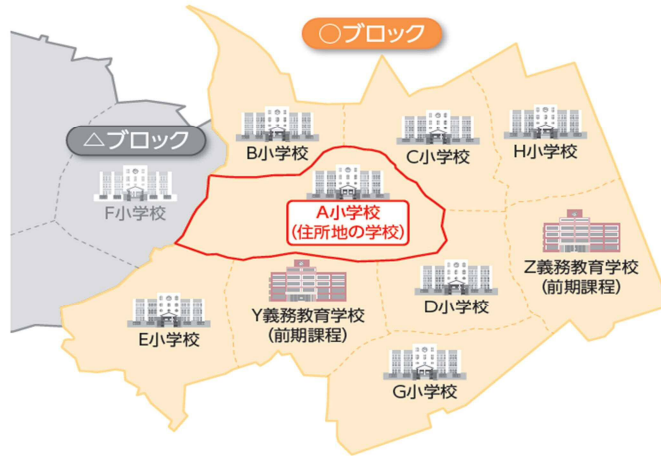 ○ブロック
△ブロック
B小学校
C小学校
H小学校
F小学校
A小学校
(住所地の学校)
Z義務教育学校
(前期課程)
D小学校
E小学校
Y義務教育学校
(前期課程)
G小学校